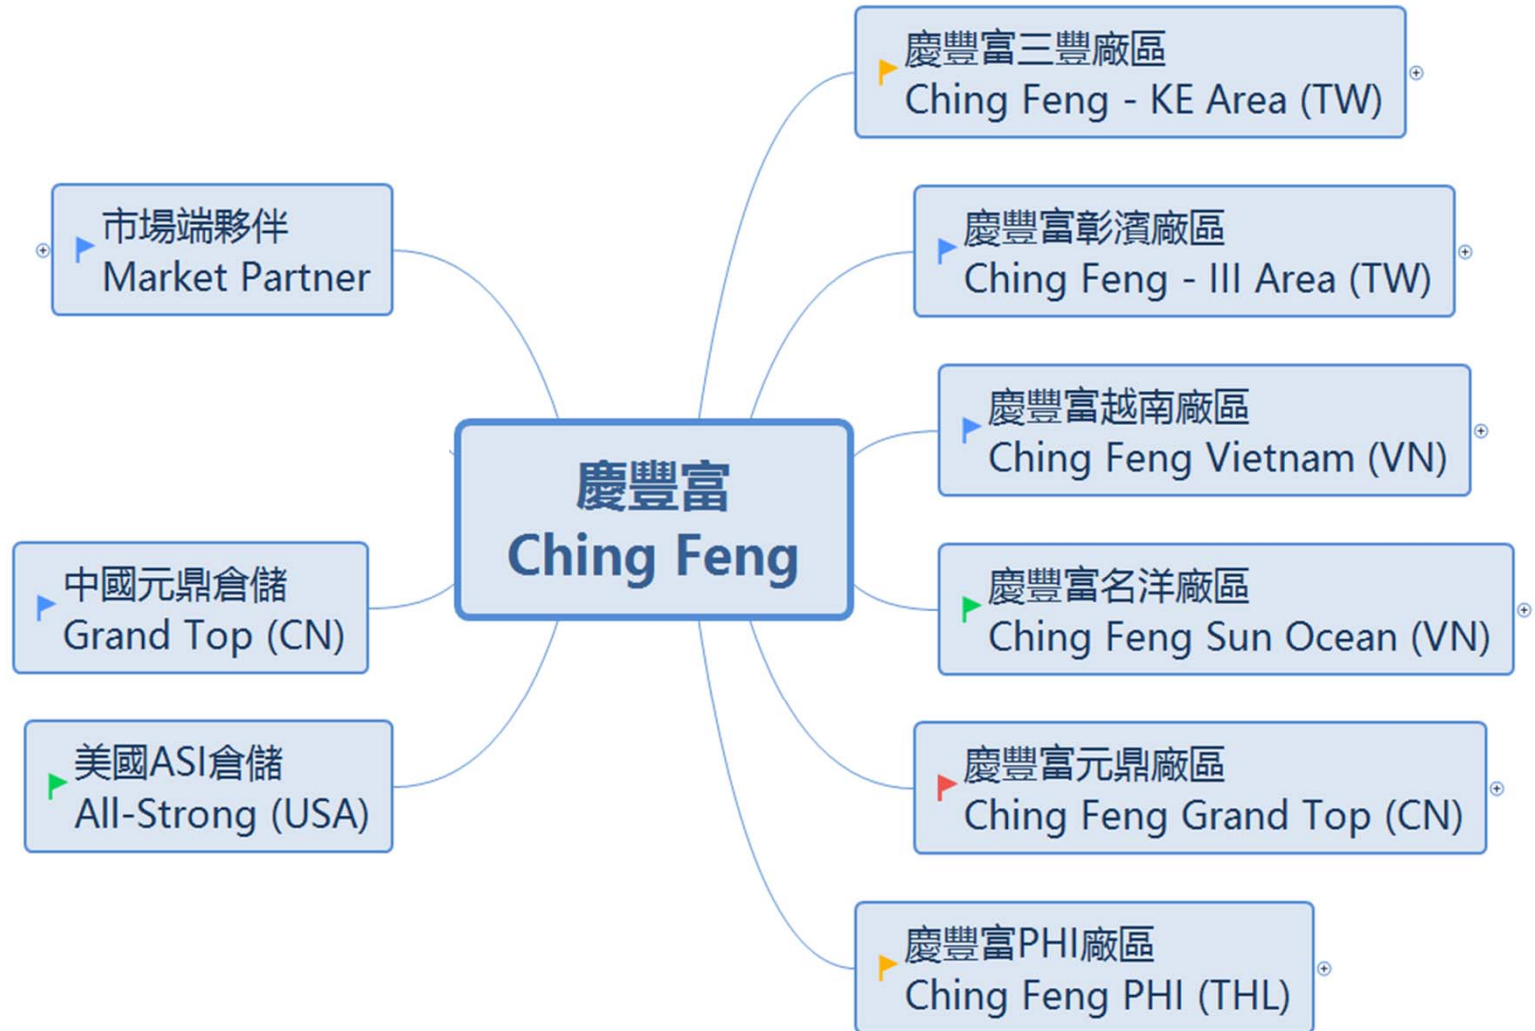 慶豐富三豐廠區
Ching Feng - KE Area (TW)
市場端夥伴
Market Partner
慶豐富彰濱廠區
Ching Feng - III Area (TW)
慶豐富越南廠區
Ching Feng Vietnam (VN)
慶豐富
Ching Feng
中國元鼎倉儲
Grand Top (CN)
慶豐富名洋廠區
Ching Feng Sun Ocean (VN)
美國ASI倉儲
All-Strong (USA)
慶豐富元鼎廠區
Ching Feng Grand Top (CN)
慶豐富PHI廠區
Ching Feng PHI (THL)